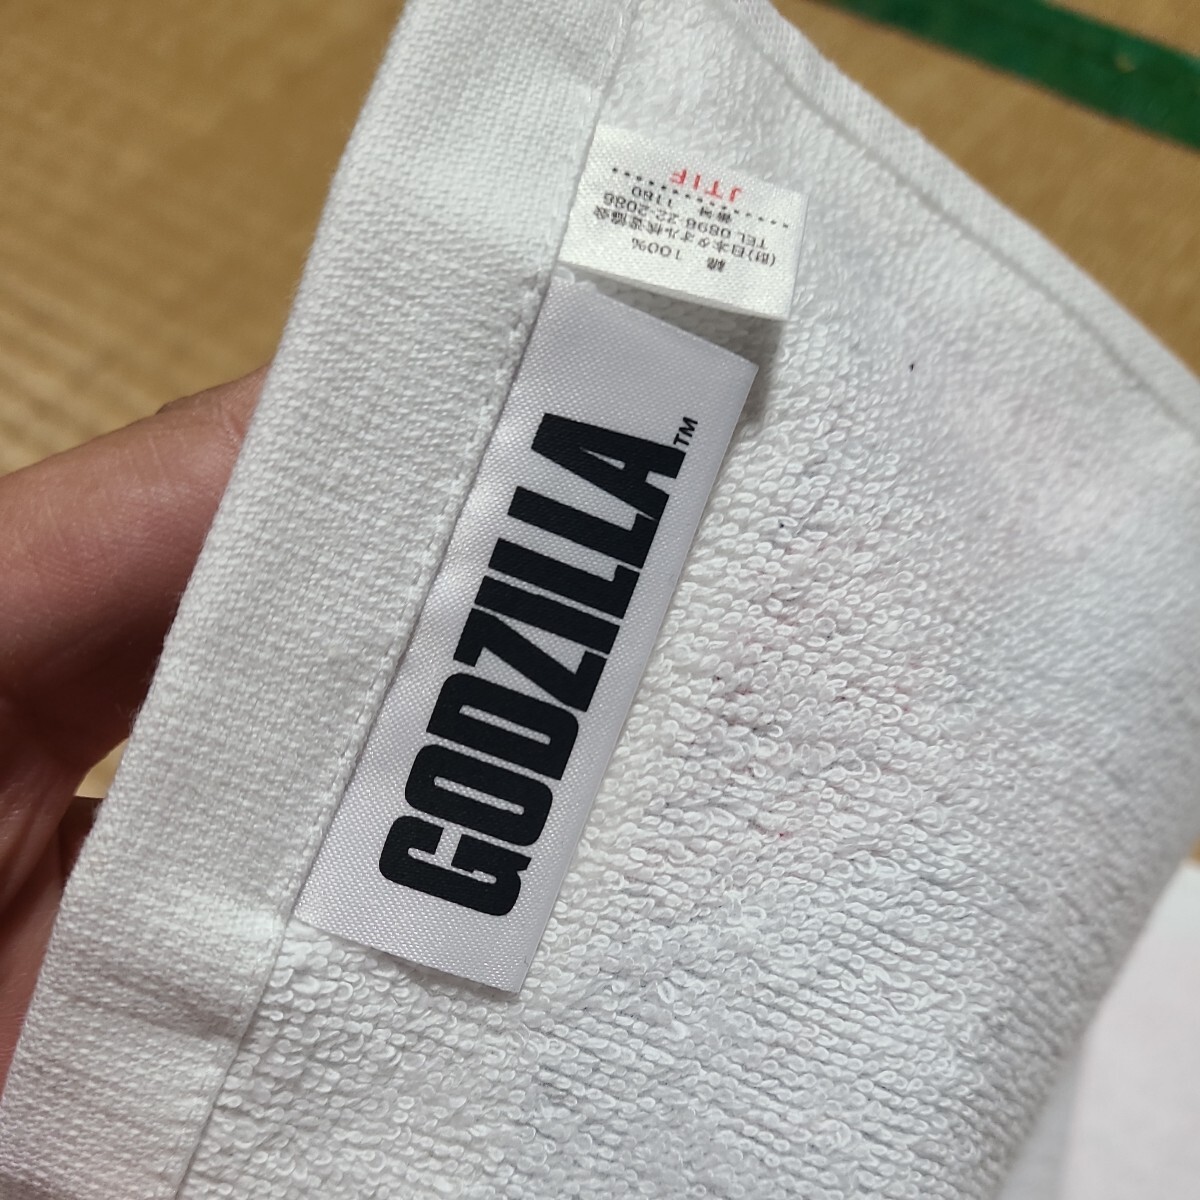 綿 100%
(財)日本タオル検査協会
TEL 0898-22-2086
番号 1180
JTIF
GODZILLA™